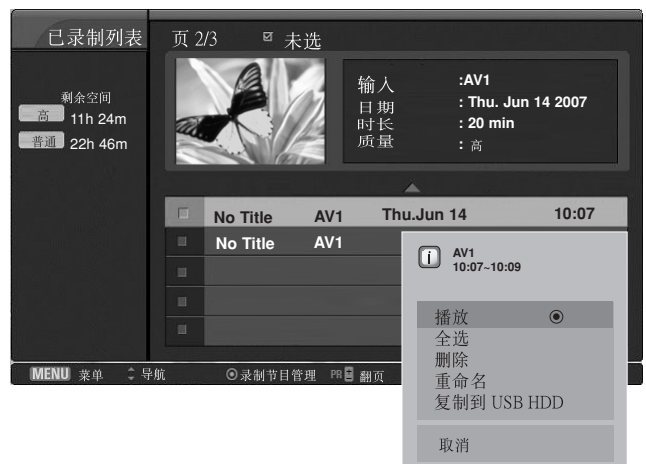 已录制列表
页 2/3 未选
剩余空间
高 11h 24m
普通 22h 46m
输入 :AV1
日期 : Thu. Jun 14 2007
时长 : 20 min
质量 : 高
No Title AV1 Thu.Jun 14 10:07
No Title AV1
i AV1
10:07~10:09
播放
全选
删除
重命名
复制到 USB HDD
取消
MENU 菜单 导航 录制节目管理 PR 翻页